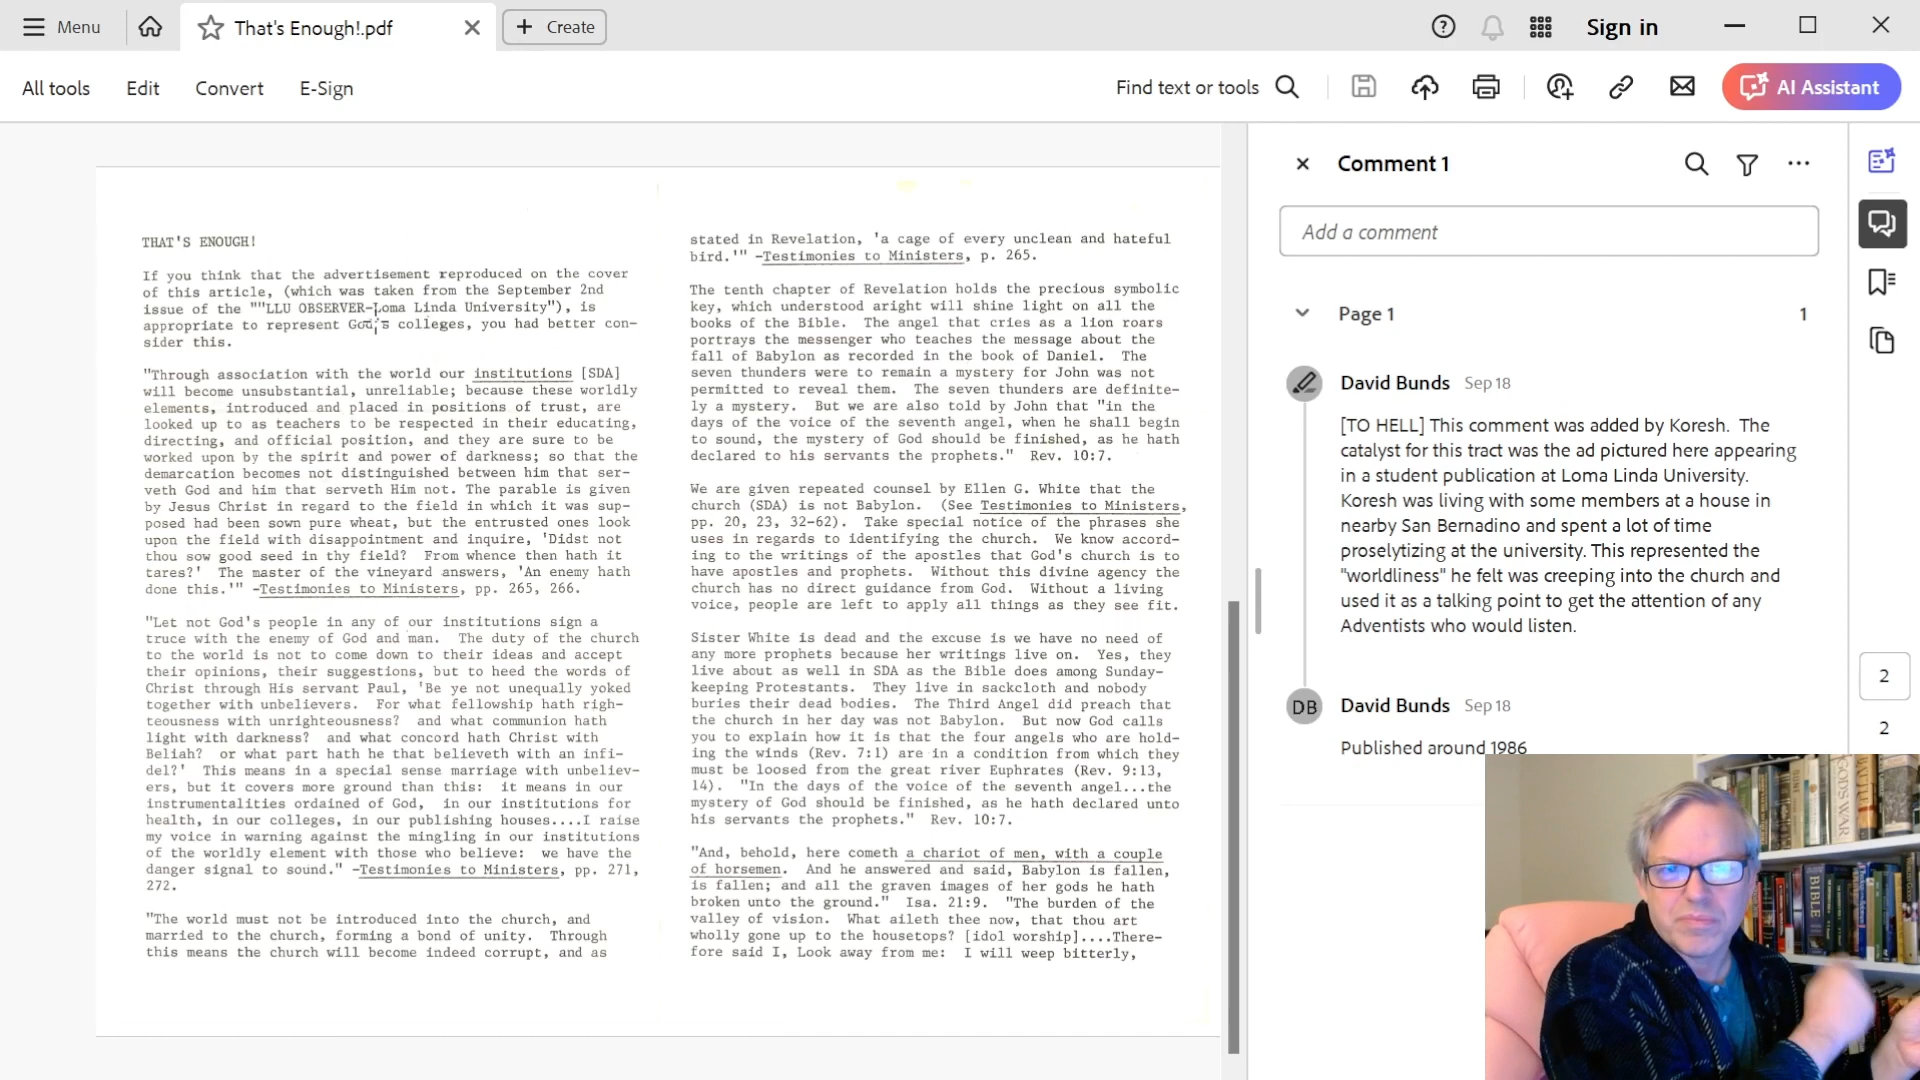 Menu
That's Enough!.pdf
Create
Sign in
All tools
Edit
Convert
E-Sign
Find text or tools
AI Assistant
THAT'S ENOUGH!
If you think that the advertisement reproduced on the cover
of this article, (which was taken from the September 2nd
issue of the ""LLU OBSERVER-Loma Linda University"), is
appropriate to represent God's colleges, you had better con-
sider this.
"Through association with the world our institutions [SDA]
will become unsubstantial, unreliable; because these worldly
elements, introduced and placed in positions of trust, are
looked up to as teachers to be respected in their educating,
directing, and official position, and they are sure to be
worked upon by the spirit and power of darkness; so that the
demarcation becomes not distinguished between him that ser-
veth God and him that serveth Him not. The parable is given
by Jesus Christ in regard to the field in which it was sup-
posed had been sown pure wheat, but the entrusted ones look
upon the field with disappointment and inquire, 'Didst not
thou sow good seed in thy field? From whence then hath it
tares?' The master of the vineyard answers, 'An enemy hath
done this.'" -Testimonies to Ministers, pp. 265, 266.
"Let not God's people in any of our institutions sign a
truce with the enemy of God and man. The duty of the church
to the world is not to come down to their ideas and accept
their opinions, their suggestions, but to heed the words of
Christ through His servant Paul, 'Be ye not unequally yoked
together with unbelievers. For what fellowship hath righ-
teousness with unrighteousness? and what communion hath
light with darkness? and what concord hath Christ with
Beliah? or what part hath he that believeth with an infi-
del?' This means in a special sense marriage with unbeliev-
ers, but it covers more ground than this: it means in our
instrumentalities ordained of God, in our institutions for
health, in our colleges, in our publishing houses....I raise
my voice in warning against the mingling in our institutions
of the worldly element with those who believe: we have the
danger signal to sound." -Testimonies to Ministers, pp. 271,
272.
"The world must not be introduced into the church, and
married to the church, forming a bond of unity. Through
this means the church will become indeed corrupt, and as
stated in Revelation, 'a cage of every unclean and hateful
bird.'" -Testimonies to Ministers, p. 265.
The tenth chapter of Revelation holds the precious symbolic
key, which understood aright will shine light on all the
books of the Bible. The angel that cries as a lion roars
portrays the messenger who teaches the message about the
fall of Babylon as recorded in the book of Daniel. The
seven thunders were to remain a mystery for John was not
permitted to reveal them. The seven thunders are definite-
ly a mystery. But we are also told by John that "in the
days of the voice of the seventh angel, when he shall begin
to sound, the mystery of God should be finished, as he hath
declared to his servants the prophets." Rev. 10:7.
We are given repeated counsel by Ellen G. White that the
church (SDA) is not Babylon. (See Testimonies to Ministers,
pp. 20, 23, 32-62). Take special notice of the phrases she
uses in regards to identifying the church. We know accord-
ing to the writings of the apostles that God's church is to
have apostles and prophets. Without this divine agency the
church has no direct guidance from God. Without a living
voice, people are left to apply all things as they see fit.
Sister White is dead and the excuse is we have no need of
any more prophets because her writings live on. Yes, they
live about as well in SDA as the Bible does among Sunday-
keeping Protestants. They live in sackcloth and nobody
buries their dead bodies. The Third Angel did preach that
the church in her day was not Babylon. But now God calls
you to explain how it is that the four angels who are hold-
ing the winds (Rev. 7:1) are in a condition from which they
must be loosed from the great river Euphrates (Rev. 9:13,
14). "In the days of the voice of the seventh angel...the
mystery of God should be finished, as he hath declared unto
his servants the prophets." Rev. 10:7.
"And, behold, here cometh a chariot of men, with a couple
of horsemen. And he answered and said, Babylon is fallen,
is fallen; and all the graven images of her gods he hath
broken unto the ground." Isa. 21:9. "The burden of the
valley of vision. What aileth thee now, that thou art
wholly gone up to the housetops? [idol worship]....There-
fore said I, Look away from me: I will weep bitterly,
Comment 1
Add a comment
Page 1
1
David Bunds Sep 18
[TO HELL] This comment was added by Koresh. The
catalyst for this tract was the ad pictured here appearing
in a student publication at Loma Linda University.
Koresh was living with some members at a house in
nearby San Bernadino and spent a lot of time
proselytizing at the university. This represented the
"worldliness" he felt was creeping into the church and
used it as a talking point to get the attention of any
Adventists who would listen.
DB
David Bunds Sep 18
Published around 1986
2
2
GOD'S WAR
BIBLE